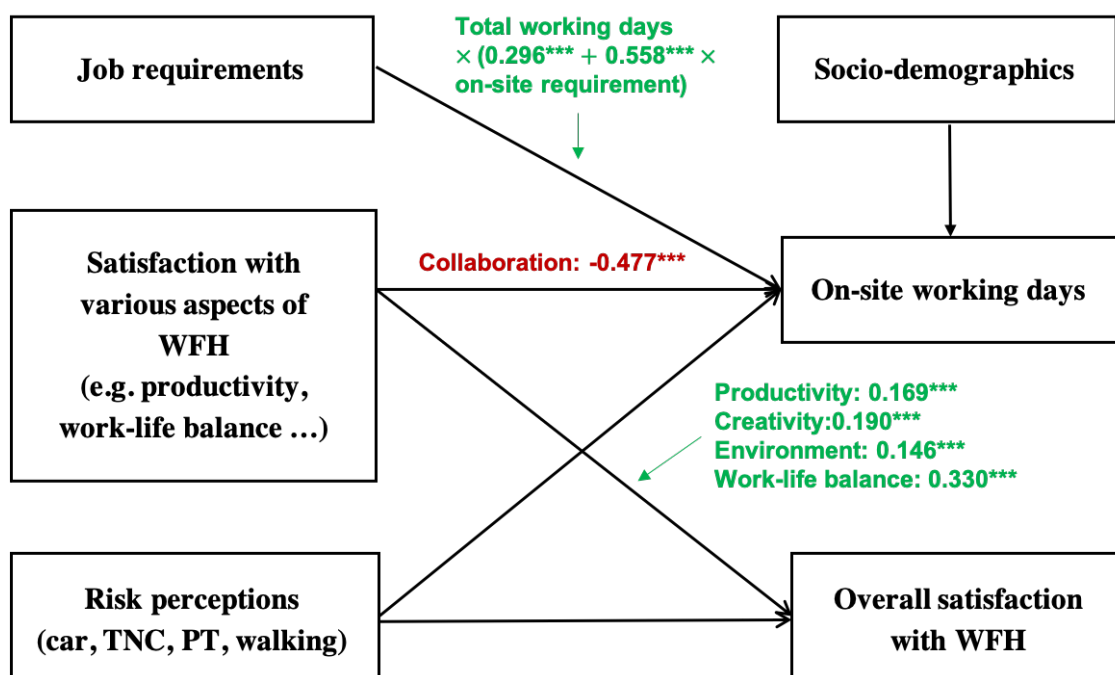 Job requirements
Total working days
× (0.296*** + 0.558*** ×
on-site requirement)
Socio-demographics
Satisfaction with
various aspects of
WFH
(e.g. productivity,
work-life balance …)
Collaboration: -0.477***
On-site working days
Productivity: 0.169***
Creativity:0.190***
Environment: 0.146***
Work-life balance: 0.330***
Risk perceptions
(car, TNC, PT, walking)
Overall satisfaction
with WFH